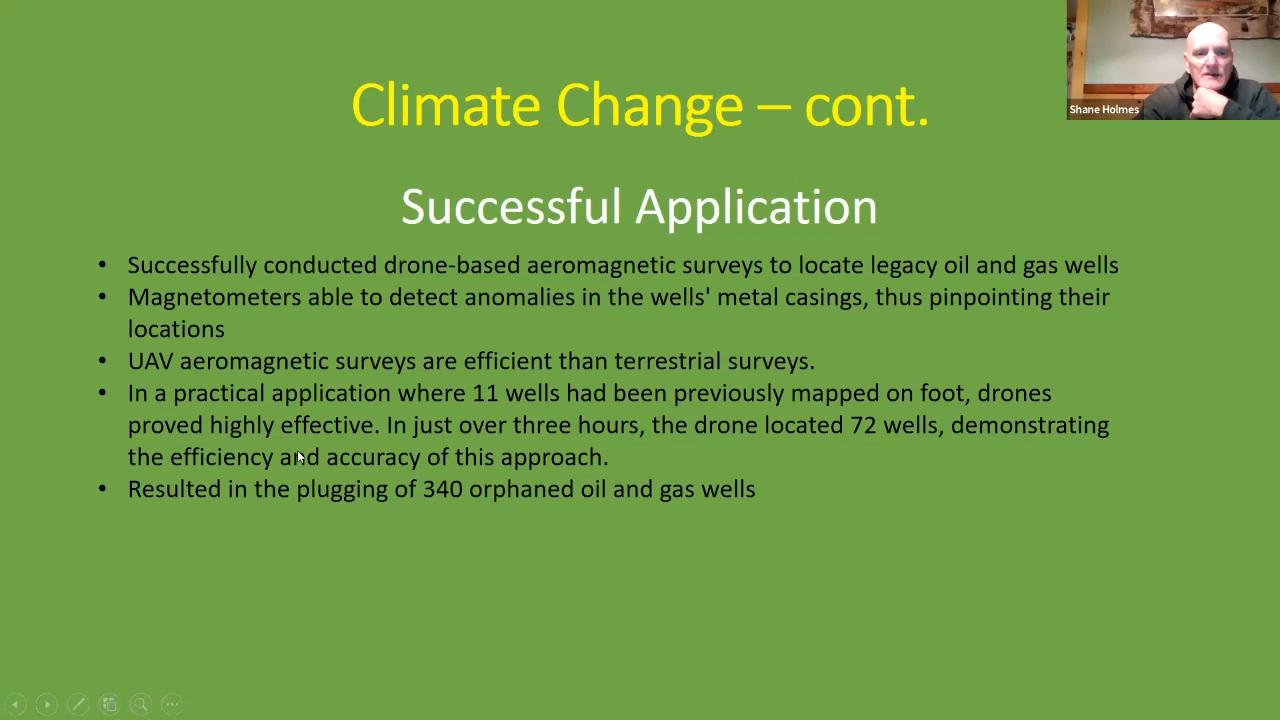 Shane Holmes
Climate Change – cont.
Successful Application
• Successfully conducted drone-based aeromagnetic surveys to locate legacy oil and gas wells
• Magnetometers able to detect anomalies in the wells' metal casings, thus pinpointing their
locations
• UAV aeromagnetic surveys are efficient than terrestrial surveys.
• In a practical application where 11 wells had been previously mapped on foot, drones
proved highly effective. In just over three hours, the drone located 72 wells, demonstrating
the efficiency and accuracy of this approach.
• Resulted in the plugging of 340 orphaned oil and gas wells